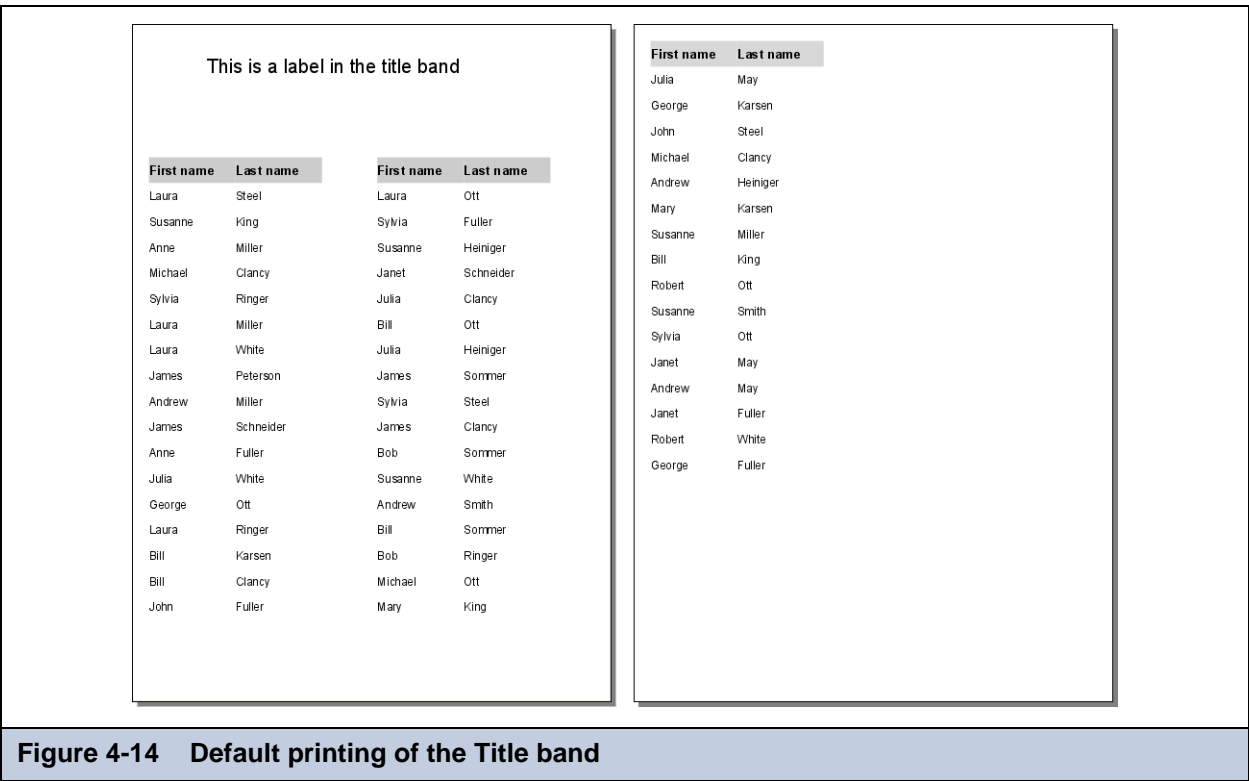 This is a label in the title band
First name Last name
Laura Steel
Susanne King
Anne Miller
Michael Clancy
Sylvia Ringer
Laura Miller
Laura White
James Peterson
Andrew Miller
James Schneider
Anne Fuller
Julia White
George Ott
Laura Ringer
Bill Karsen
Bill Clancy
John Fuller
First name Last name
Laura Ott
Sylvia Fuller
Susanne Heiniger
Janet Schneider
Julia Clancy
Bill Ott
Julia Heiniger
James Sommer
Sylvia Steel
James Clancy
Bob Sommer
Susanne White
Andrew Smith
Bill Sommer
Bob Ringer
Michael Ott
Mary King
First name Last name
Julia May
George Karsen
John Steel
Michael Clancy
Andrew Heiniger
Mary Karsen
Susanne Miller
Bill King
Robert Ott
Susanne Smith
Sylvia Ott
Janet May
Andrew May
Janet Fuller
Robert White
George Fuller
Figure 4-14 Default printing of the Title band